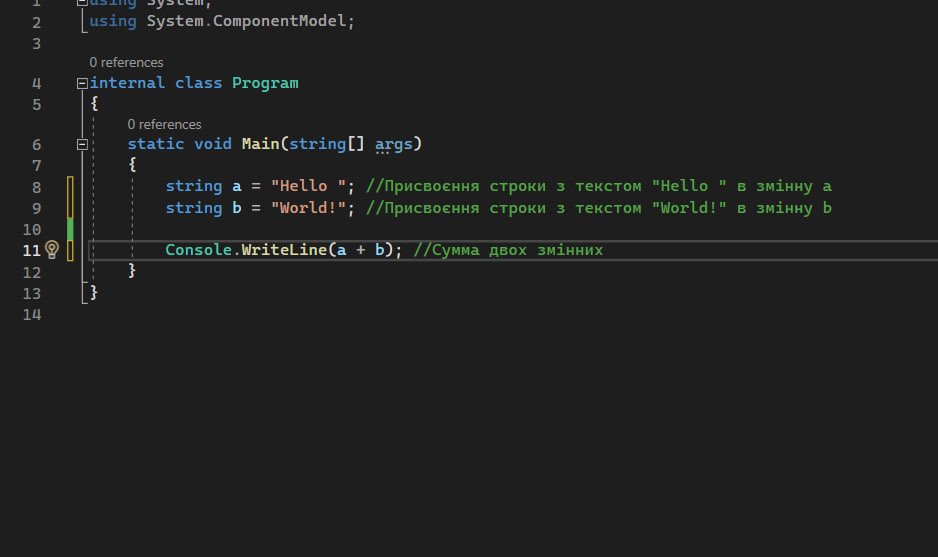 1 using System;
2 using System.ComponentModel;
3
0 references
4 internal class Program
5 {
0 references
6 static void Main(string[] args)
7 {
8 string a = "Hello "; //Присвоєння строки з текстом "Hello " в змінну a
9 string b = "World!"; //Присвоєння строки з текстом "World!" в змінну b
10
11 Console.WriteLine(a + b); //Сумма двох змінних
12 }
13 }
14